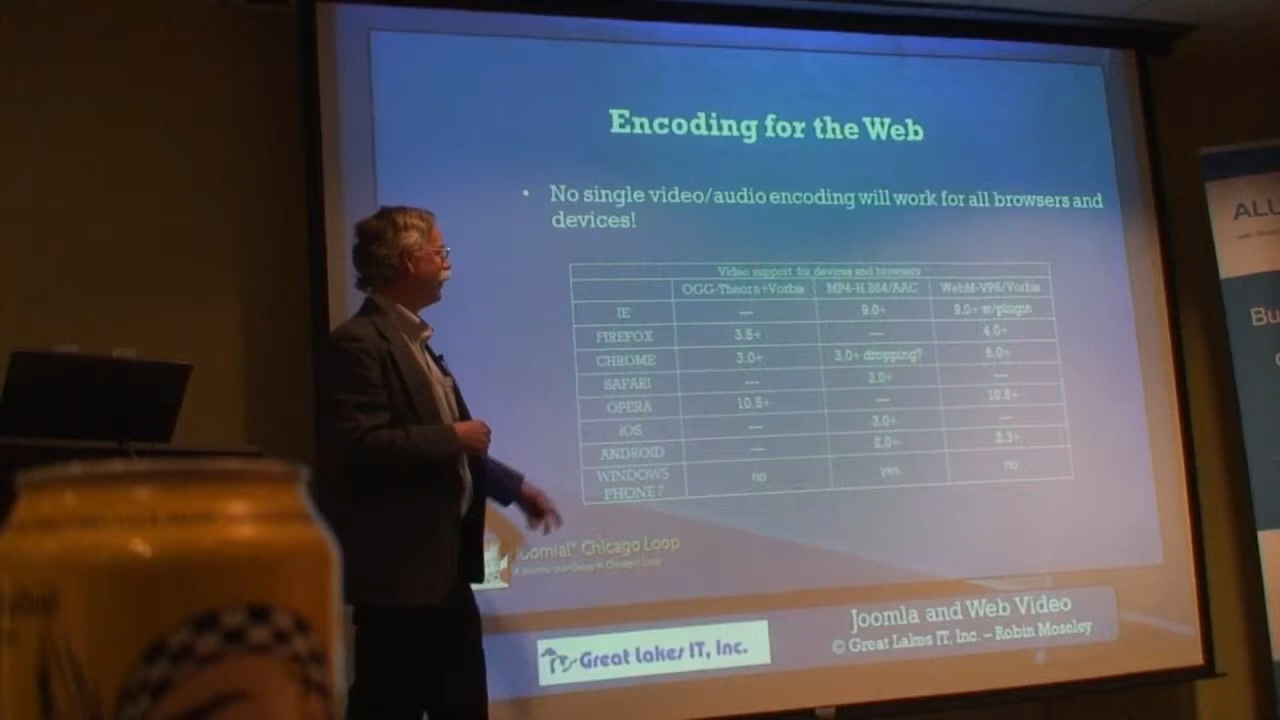 Encoding for the Web
• No single video/audio encoding will work for all browsers and
devices!
Video support for devices and browsers
OGG-Theora+Vorbis MP4-H.264/AAC WebM-VP8/Vorbis
IE --- 9.0+ 9.0+ w/plugin
FIREFOX 3.5+ --- 4.0+
CHROME 3.0+ 3.0+ dropping? 6.0+
SAFARI --- 3.0+ ---
OPERA 10.5+ --- 10.6+
iOS --- 3.0+ ---
ANDROID --- 2.0+ 2.3+
WINDOWS
PHONE 7 no yes no
Joomla!® Chicago Loop
Great Lakes IT, Inc.
Joomla and Web Video
© Great Lakes IT, Inc. – Robin Moseley
ALU
Bu